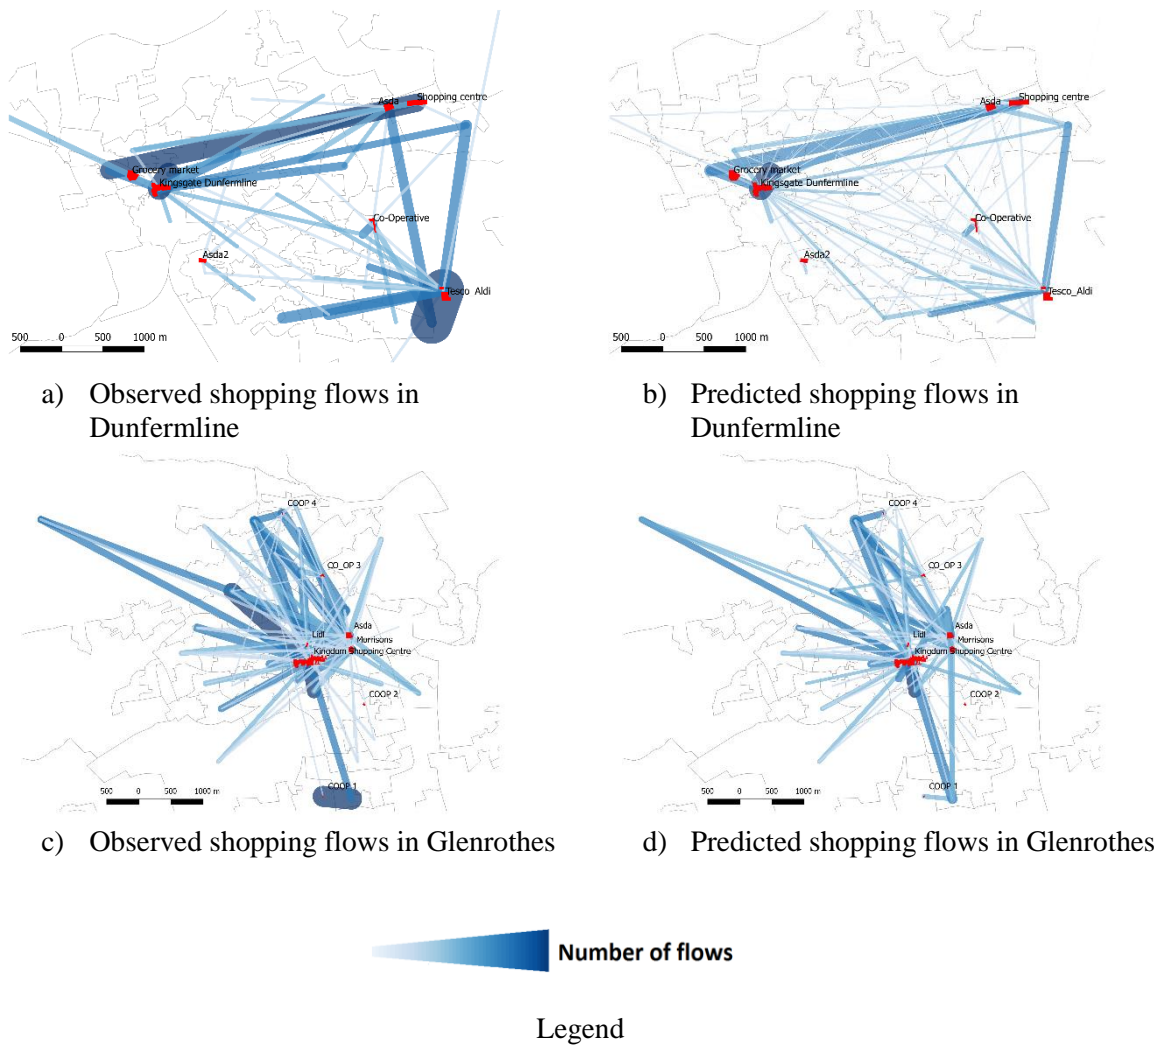 Asda
Shopping centre
Grocery market
Kingsgate Dunfermline
Co-Operative
Asda2
Tesco_Aldi
500 0 500 1000 m
Asda
Shopping centre
Grocery market
Kingsgate Dunfermline
Co-Operative
Asda2
Tesco_Aldi
500 0 500 1000 m
a) Observed shopping flows in
Dunfermline
b) Predicted shopping flows in
Dunfermline
COOP 4
CO_OP 3
Asda
Lidl
Morrisons
Kingdum Shopping Centre
COOP 2
COOP 1
500 0 500 1000 m
COOP 4
CO_OP 3
Asda
Lidl
Morrisons
Kingdum Shopping Centre
COOP 2
COOP 1
500 0 500 1000 m
c) Observed shopping flows in Glenrothes
d) Predicted shopping flows in Glenrothes
Number of flows
Legend